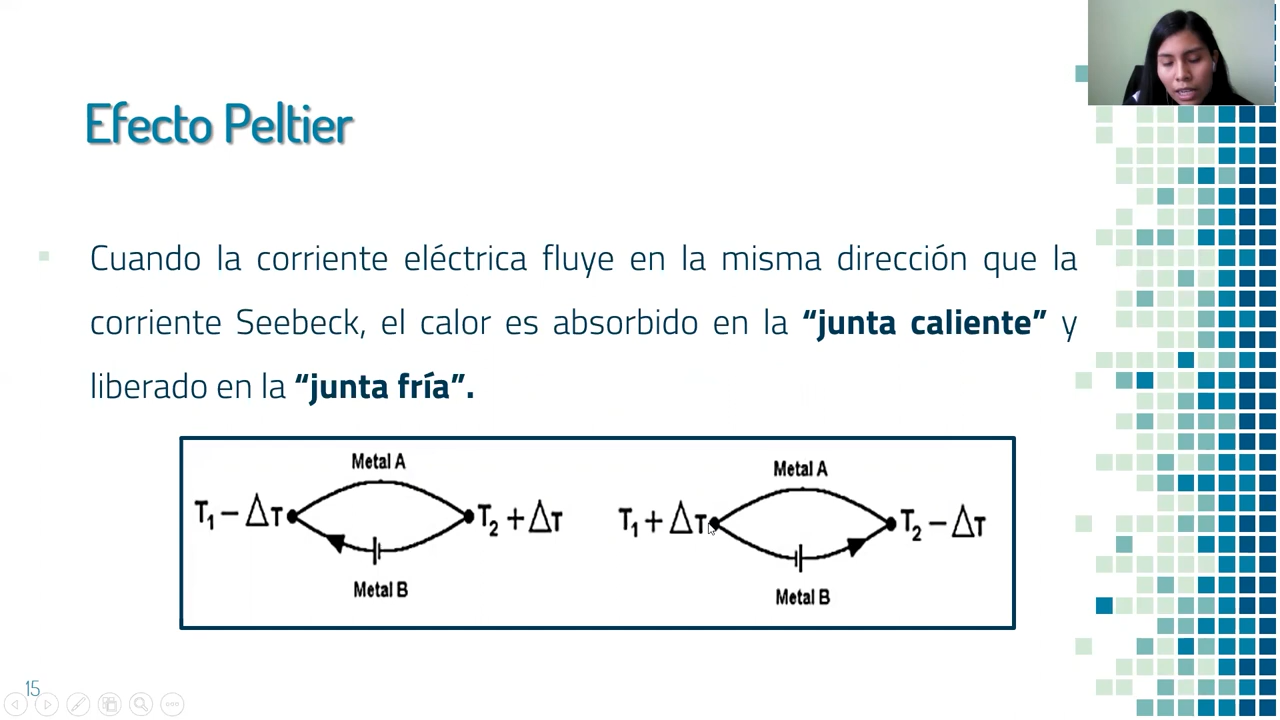 Efecto Peltier
Cuando la corriente eléctrica fluye en la misma dirección que la
corriente Seebeck, el calor es absorbido en la “junta caliente” y
liberado en la “junta fría”.
Metal A
T₁ − ΔT
T₂ + ΔT
Metal B
Metal A
T₁ + ΔT
T₂ − ΔT
Metal B
15